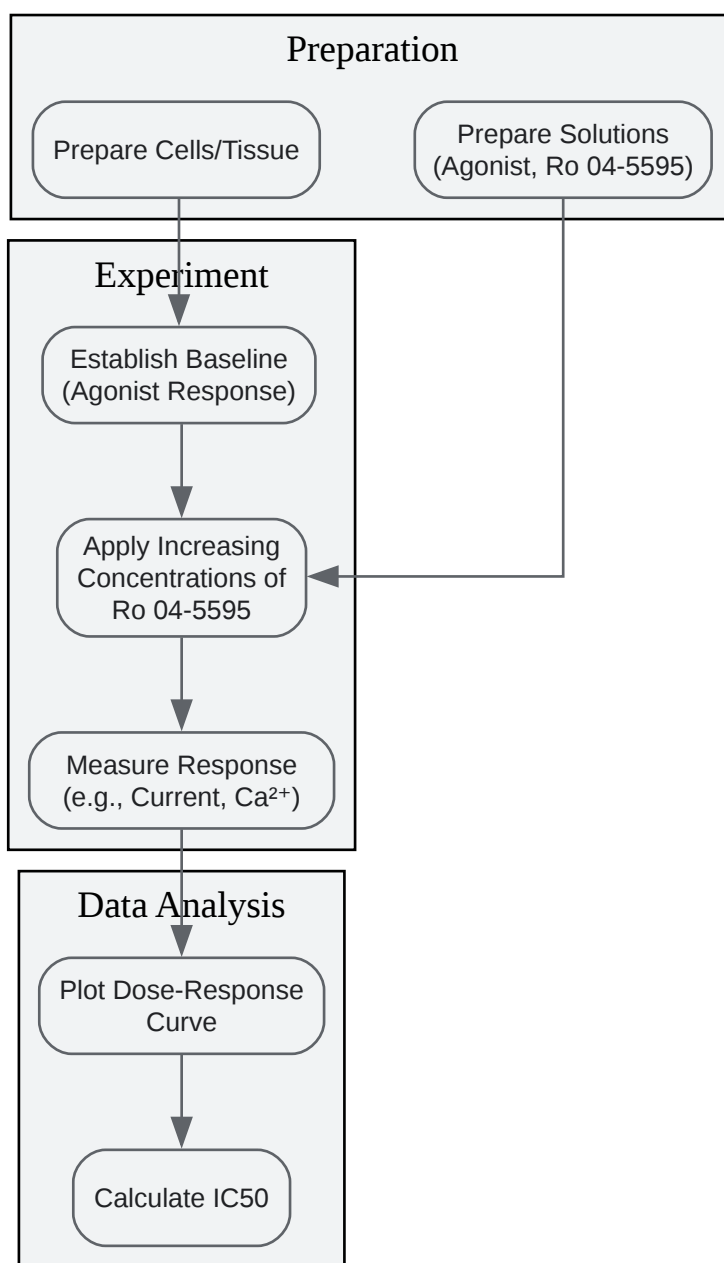 Preparation
Prepare Cells/Tissue
Prepare Solutions
(Agonist, Ro 04-5595)
Experiment
Establish Baseline
(Agonist Response)
Apply Increasing
Concentrations of
Ro 04-5595
Measure Response
(e.g., Current, Ca²⁺)
Data Analysis
Plot Dose-Response
Curve
Calculate IC50